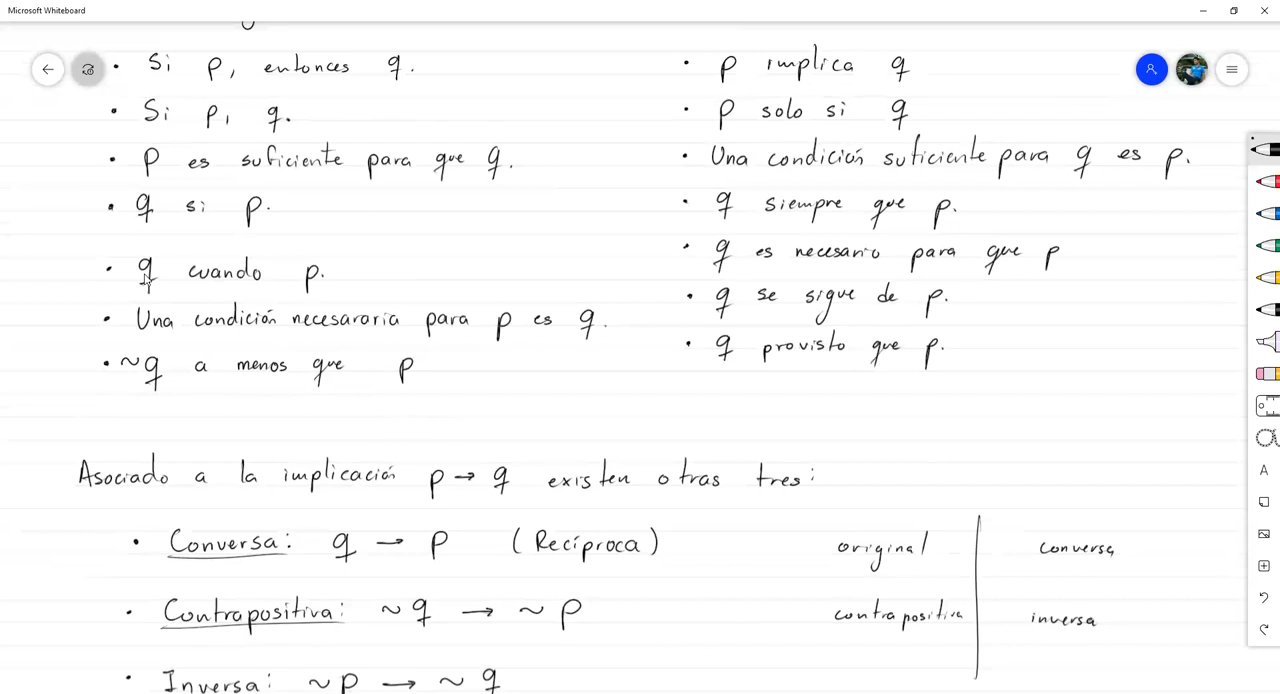 Microsoft Whiteboard
• Si p, entonces q.
• Si p, q.
• p es suficiente para que q.
• q si p.
• q cuando p.
• Una condición necesararia para p es q.
• ~q a menos que p
• p implica q
• p solo si q
• Una condición suficiente para q es p.
• q siempre que p.
• q es necesario para que p
• q se sigue de p.
• q provisto que p.
Asociado a la implicación p → q existen otras tres:
• Conversa: q → p (Recíproca)
• Contrapositiva: ~q → ~p
• Inversa: ~p → ~q
original conversa
contrapositiva inversa
A